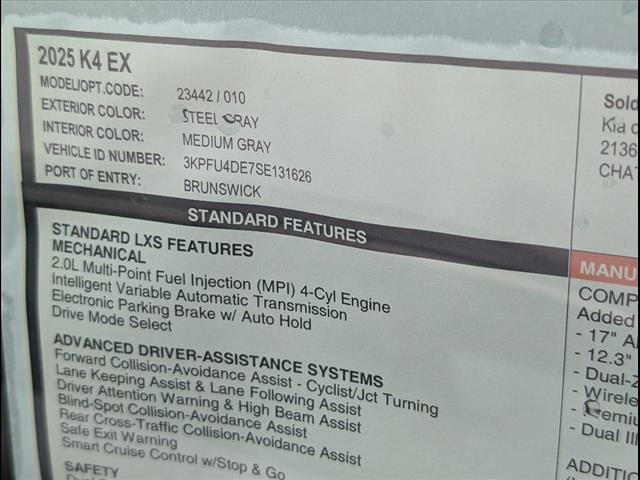 2025 K4 EX
MODEL/OPT.CODE: 23442 / 010
EXTERIOR COLOR: STEEL GRAY
INTERIOR COLOR: MEDIUM GRAY
VEHICLE ID NUMBER: 3KPFU4DE7SE131626
PORT OF ENTRY: BRUNSWICK
Sold
Kia o
2136
CHAT
STANDARD FEATURES
STANDARD LXS FEATURES
MECHANICAL
2.0L Multi-Point Fuel Injection (MPI) 4-Cyl Engine
Intelligent Variable Automatic Transmission
Electronic Parking Brake w/ Auto Hold
Drive Mode Select
ADVANCED DRIVER-ASSISTANCE SYSTEMS
Forward Collision-Avoidance Assist - Cyclist/Jct Turning
Lane Keeping Assist & Lane Following Assist
Driver Attention Warning & High Beam Assist
Blind-Spot Collision-Avoidance Assist
Rear Cross-Traffic Collision-Avoidance Assist
Safe Exit Warning
Smart Cruise Control w/Stop & Go
SAFETY
MANU
COMP
Added
- 17" A
- 12.3"
- Dual-Z
- Wirele
- Premiu
- Dual Ill
ADDITIO